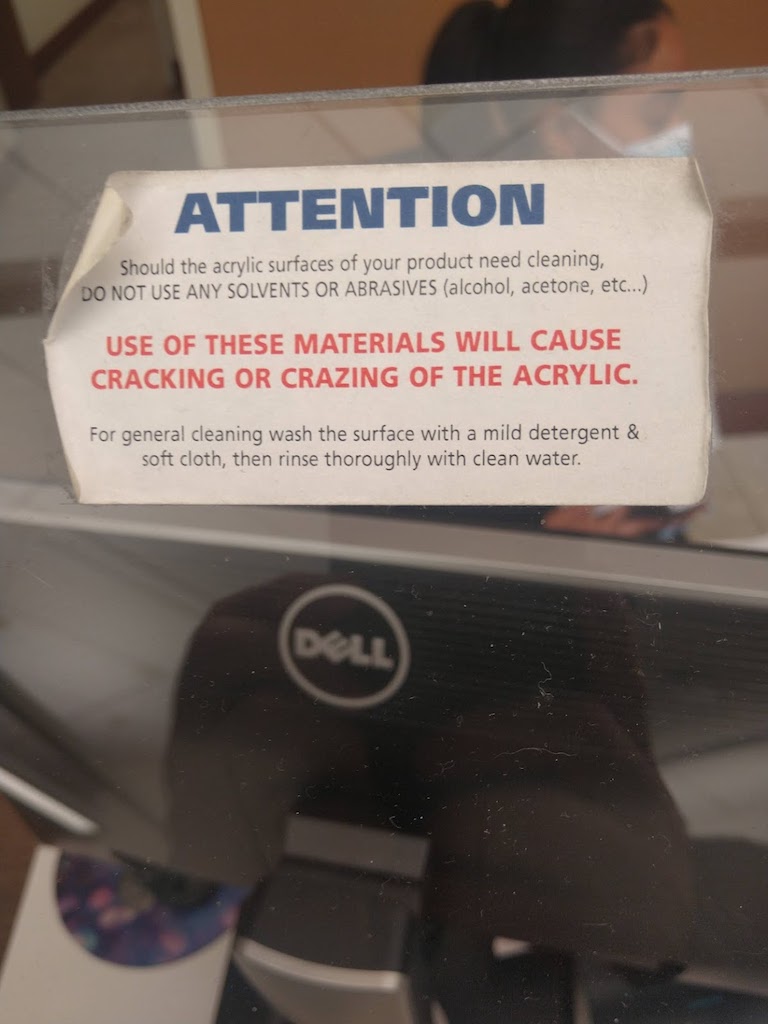 ATTENTION
Should the acrylic surfaces of your product need cleaning,
DO NOT USE ANY SOLVENTS OR ABRASIVES (alcohol, acetone, etc...)
USE OF THESE MATERIALS WILL CAUSE
CRACKING OR CRAZING OF THE ACRYLIC.
For general cleaning wash the surface with a mild detergent &
soft cloth, then rinse thoroughly with clean water.
DELL